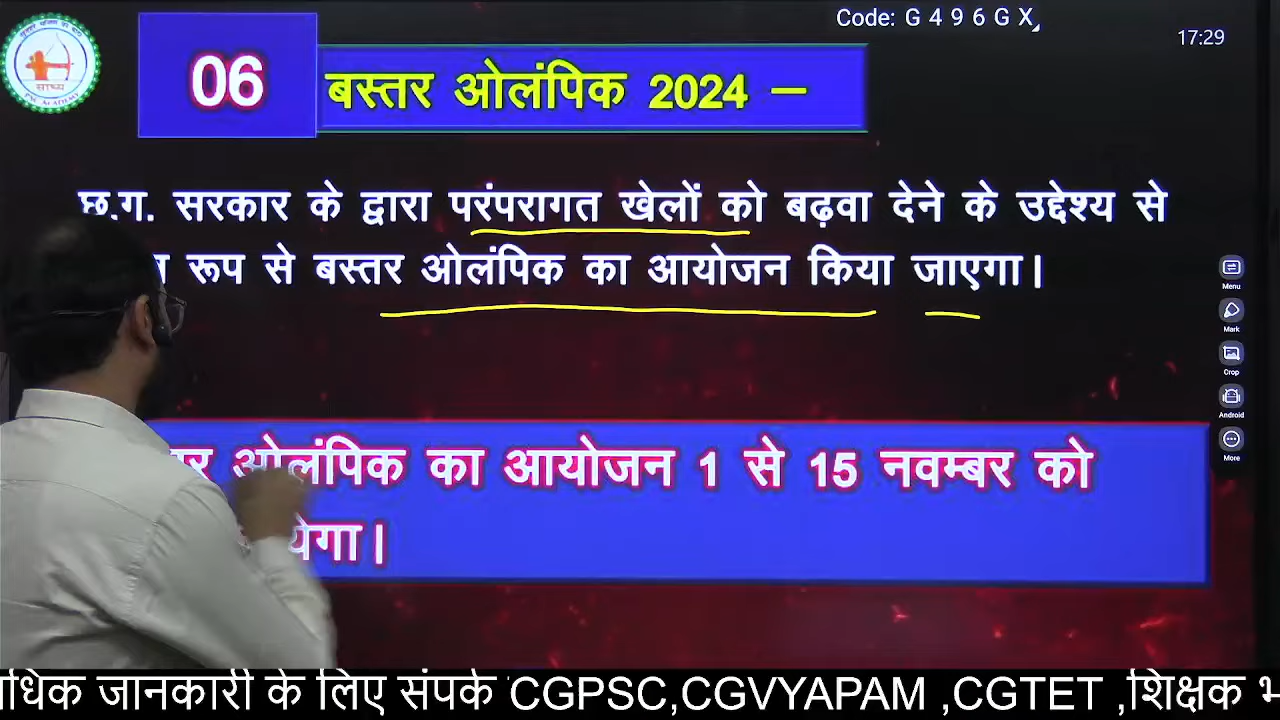 Code: G 4 9 6 G X
17:29
साध्य
PSC ACADEMY
06
बस्तर ओलंपिक 2024 –
छ.ग. सरकार के द्वारा परंपरागत खेलों को बढ़वा देने के उद्देश्य से
रूप से बस्तर ओलंपिक का आयोजन किया जाएगा।
Menu
Mark
Crop
Android
More
ओलंपिक का आयोजन 1 से 15 नवम्बर को
संपर्क CGPSC,CGVYAPAM ,CGTET ,शिक्षक
जानकारी के लिए